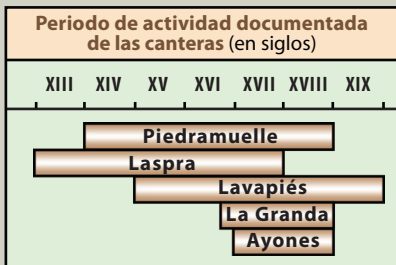 Periodo de actividad documentada
de las canteras (en siglos)
XIII XIV XV XVI XVII XVIII XIX
Piedramuelle
Laspra
Lavapiés
La Granda
Ayones